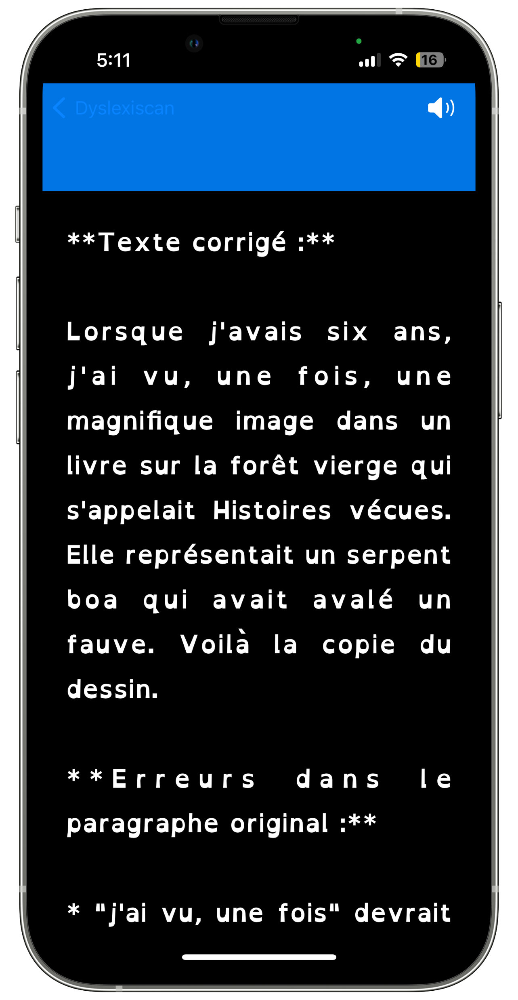 5:11
16
Dyslexiscan
**Texte corrigé :**
Lorsque j'avais six ans,
j'ai vu, une fois, une
magnifique image dans un
livre sur la forêt vierge qui
s'appelait Histoires vécues.
Elle représentait un serpent
boa qui avait avalé un
fauve. Voilà la copie du
dessin.
**Erreurs dans le
paragraphe original :**
* "j'ai vu, une fois" devrait